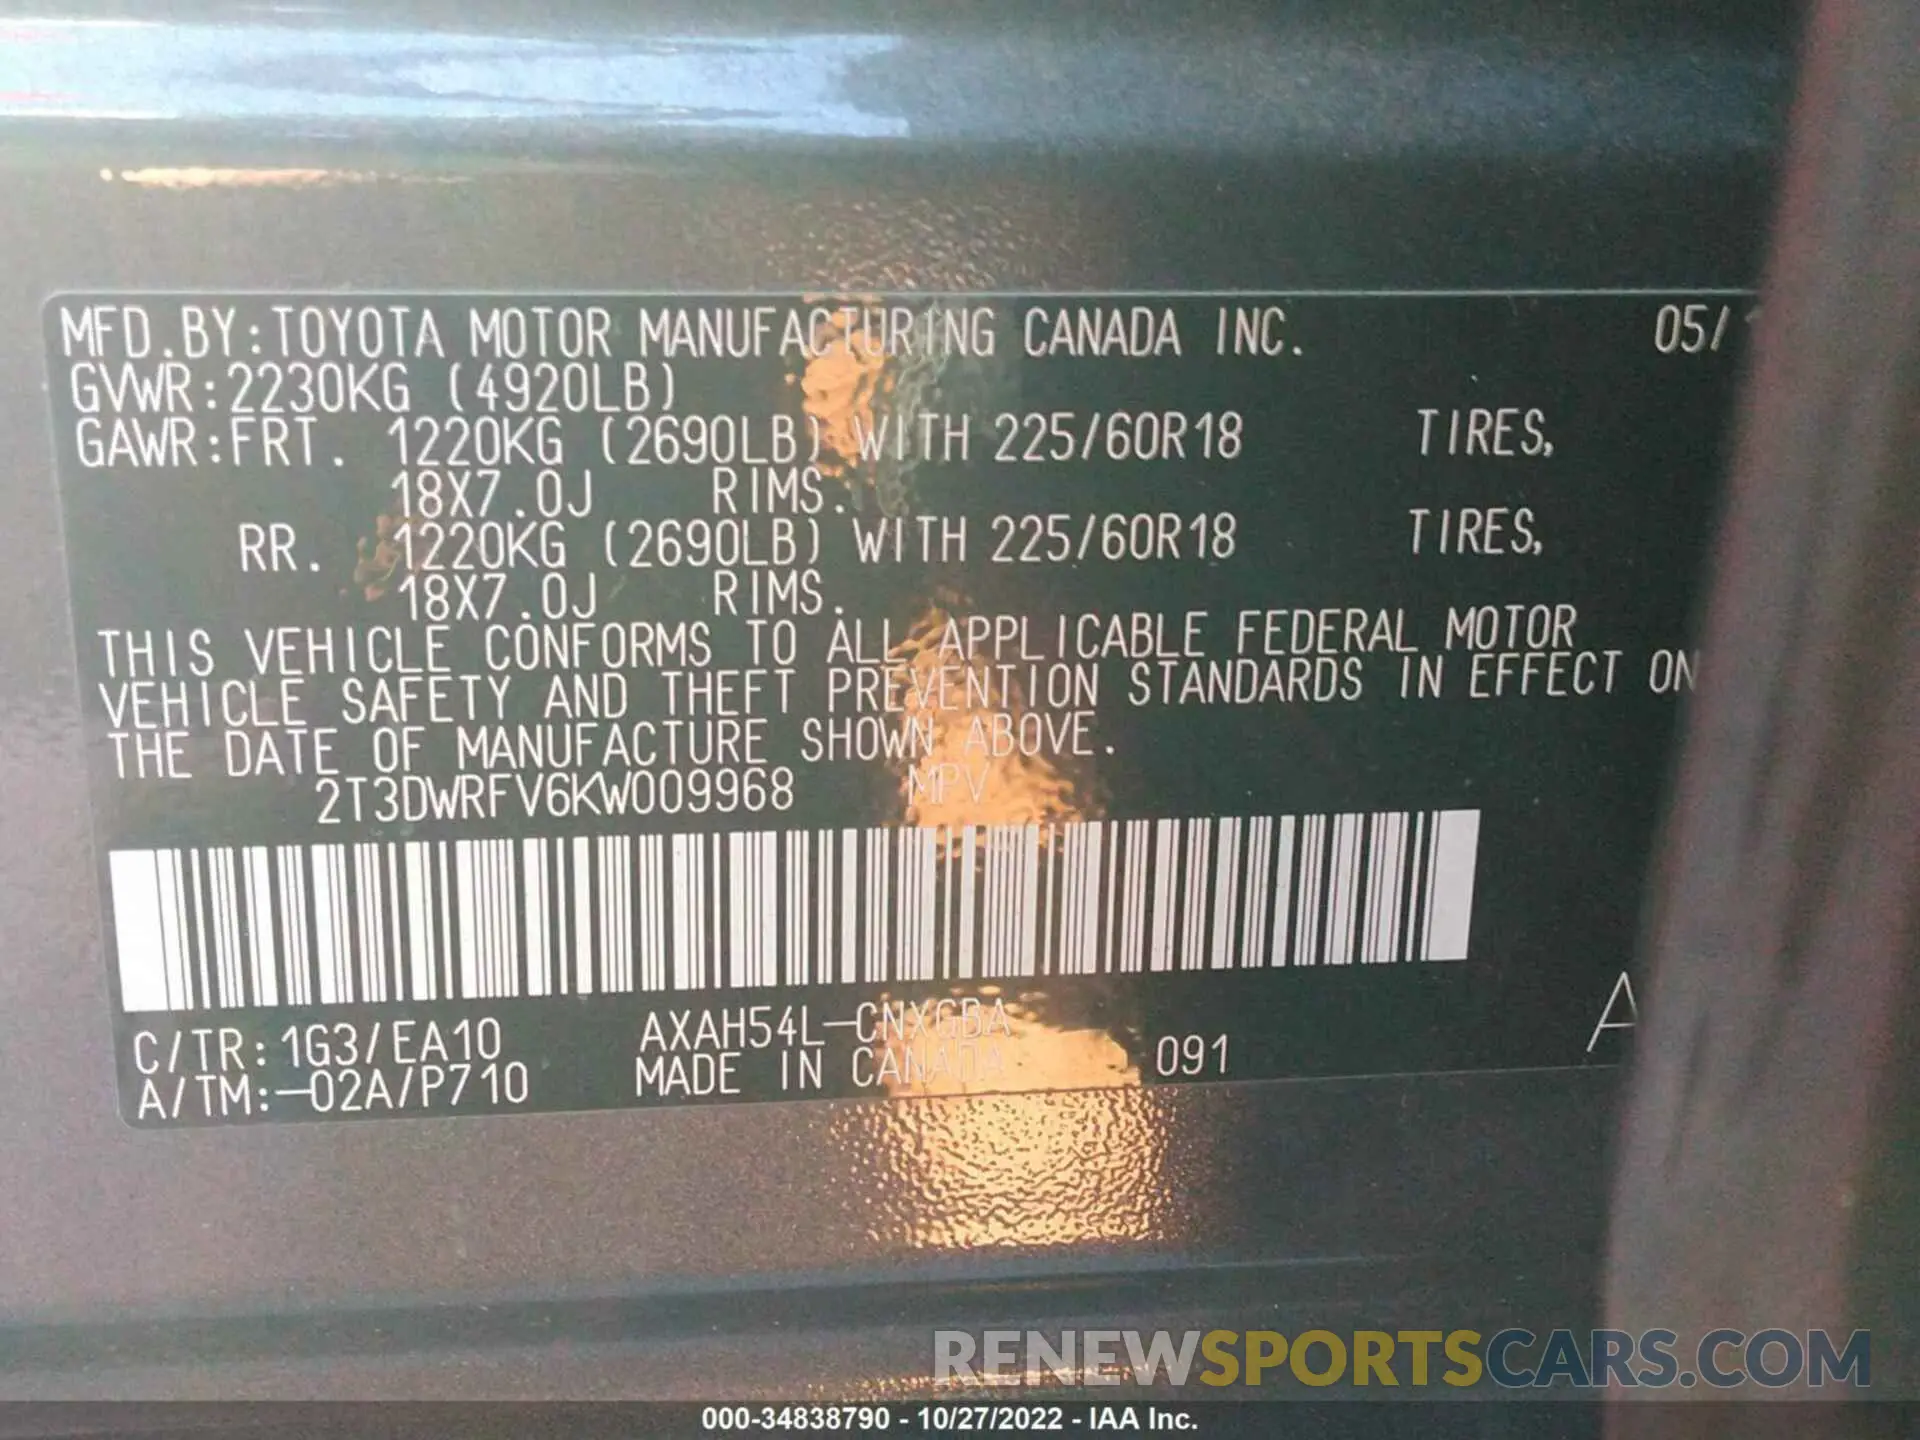 MFD.BY:TOYOTA MOTOR MANUFACTURING CANADA INC. 05/
GVWR:2230KG (4920LB)
GAWR:FRT. 1220KG (2690LB) WITH 225/60R18 TIRES,
18X7.0J RIMS.
RR. 1220KG (2690LB) WITH 225/60R18 TIRES,
18X7.0J RIMS.
THIS VEHICLE CONFORMS TO ALL APPLICABLE FEDERAL MOTOR
VEHICLE SAFETY AND THEFT PREVENTION STANDARDS IN EFFECT ON
THE DATE OF MANUFACTURE SHOWN ABOVE.
2T3DWRFV6KW009968 MPV
C/TR:1G3/EA10 AXAH54L-CNXGBA
A/TM:-02A/P710 MADE IN CANADA 091 A
RENEWSPORTSCARS.COM
000-34838790 - 10/27/2022 - IAA Inc.